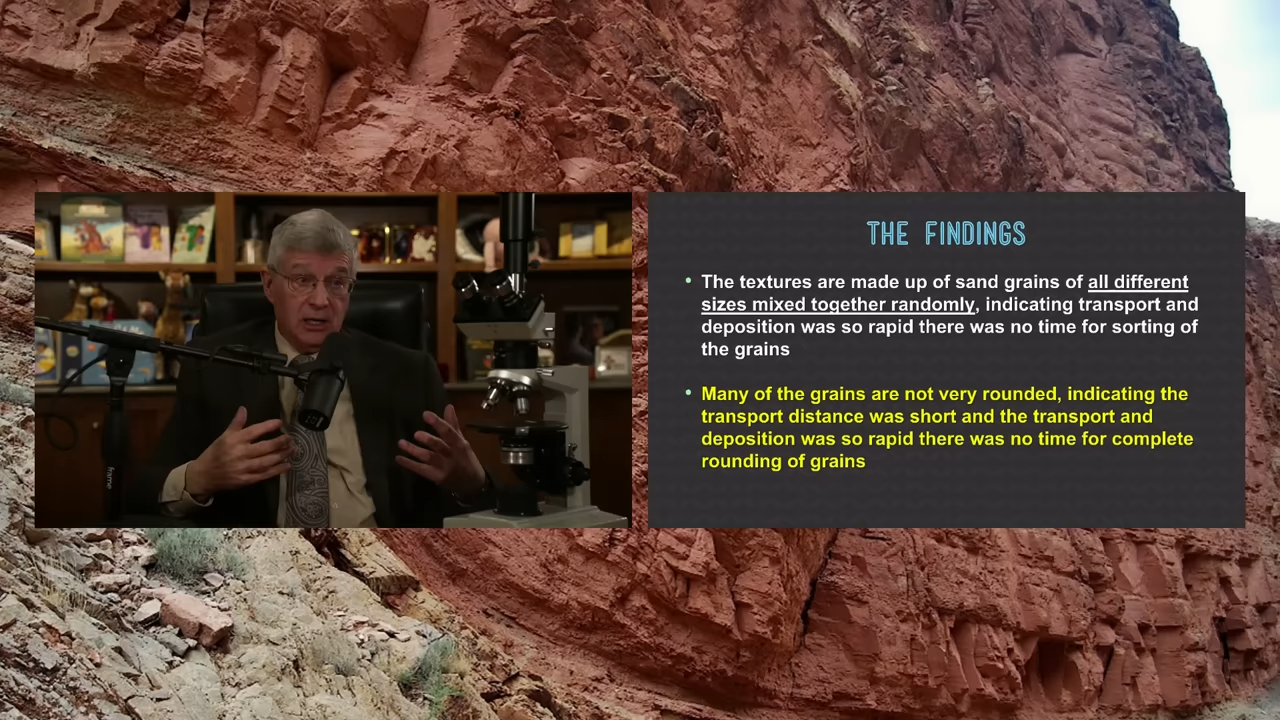 THE FINDINGS
• The textures are made up of sand grains of all different
sizes mixed together randomly, indicating transport and
deposition was so rapid there was no time for sorting of
the grains
• Many of the grains are not very rounded, indicating the
transport distance was short and the transport and
deposition was so rapid there was no time for complete
rounding of grains
frame